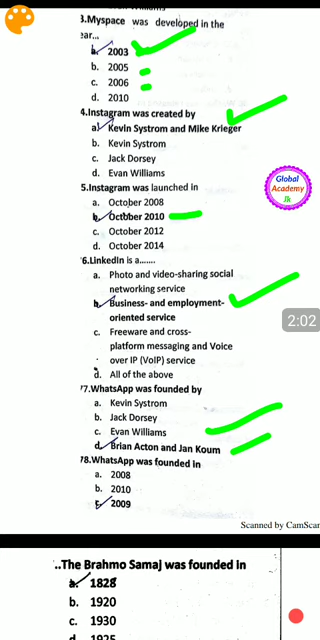 3.Myspace was developed in the
ear...
a. 2003
b. 2005
c. 2006
d. 2010
4.Instagram was created by
a. Kevin Systrom and Mike Krieger
b. Kevin Systrom
c. Jack Dorsey
d. Evan Williams
5.Instagram was launched in
a. October 2008
b. October 2010
c. October 2012
d. October 2014
6.LinkedIn is a.......
a. Photo and video-sharing social
networking service
b. Business- and employment-
oriented service
c. Freeware and cross-
platform messaging and Voice
over IP (VoIP) service
d. All of the above
77.WhatsApp was founded by
a. Kevin Systrom
b. Jack Dorsey
c. Evan Williams
d. Brian Acton and Jan Koum
78.WhatsApp was founded in
a. 2008
b. 2010
c. 2009
Global
Academy
Jk
2:02
Scanned by CamScan
..The Brahmo Samaj was founded in
a. 1828
b. 1920
c. 1930
d 1925